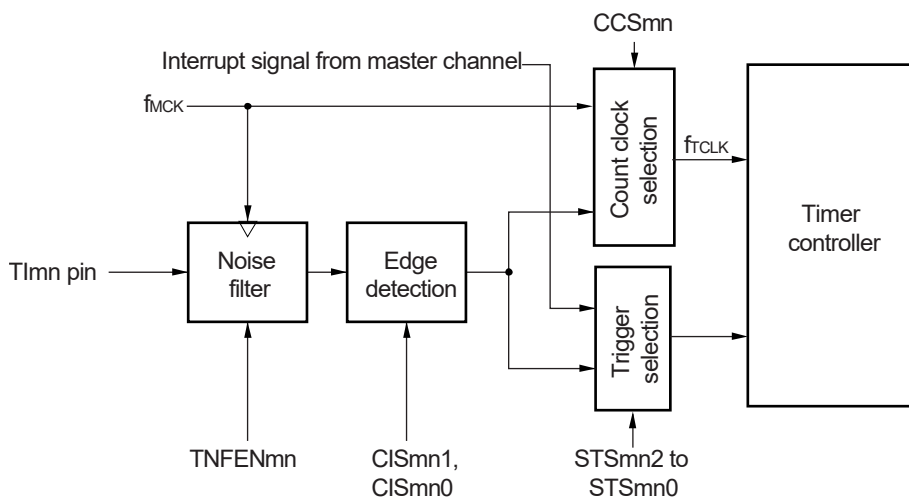 CCSmn
Interrupt signal from master channel
fMCK
Count clock
selection
fTCLK
Timer
controller
TImn pin
Noise
filter
Edge
detection
Trigger
selection
TNFENmn
CISmn1,
CISmn0
STSmn2 to
STSmn0